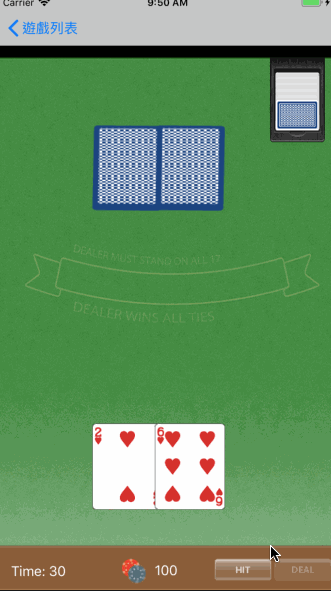 Carrier 9:50 AM
遊戲列表
DEALER MUST STAND ON ALL 17
DEALER WINS ALL TIES
2 6
9
Time: 30 100 HIT DEAL